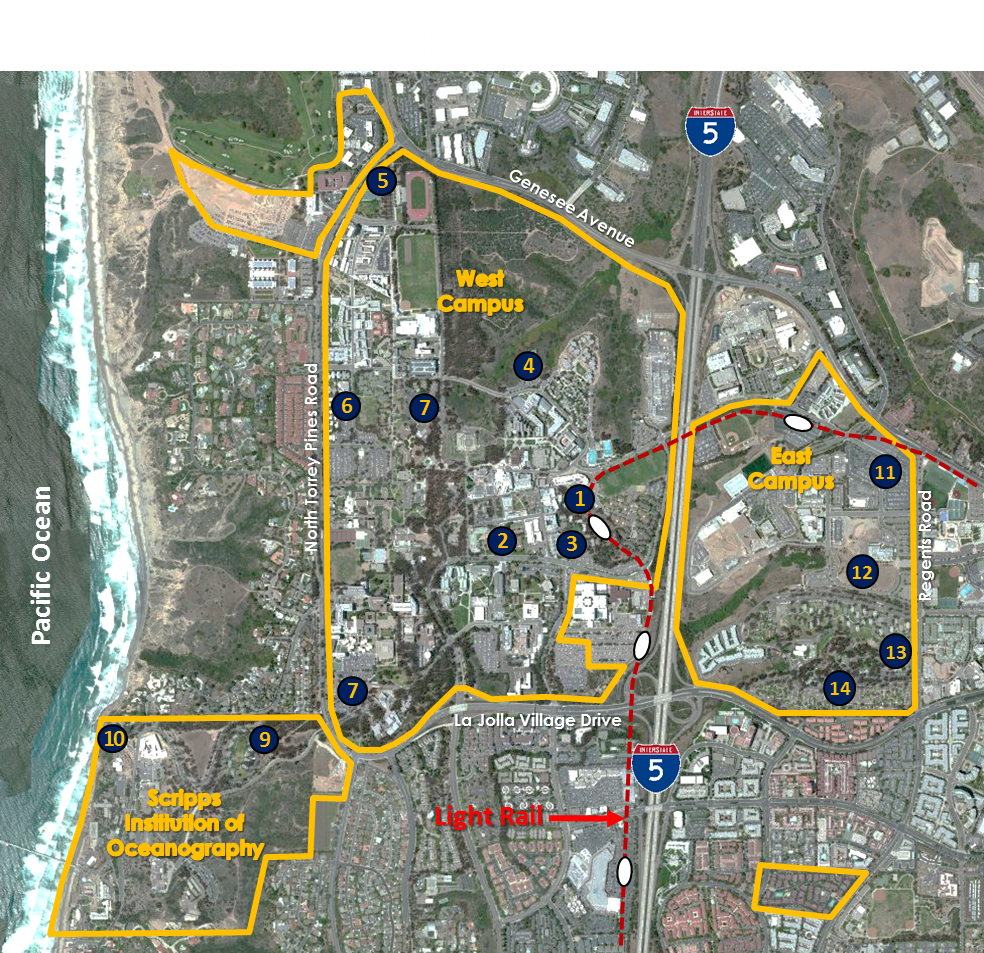 INTERSTATE
5
5
Genesee Avenue
West
Campus
4
6
7
North Torrey Pines Road
East
Campus
11
1
2
3
Regents Road
12
Pacific Ocean
13
14
7
La Jolla Village Drive
10
9
INTERSTATE
5
Scripps
Institution of
Oceanography
Light Rail